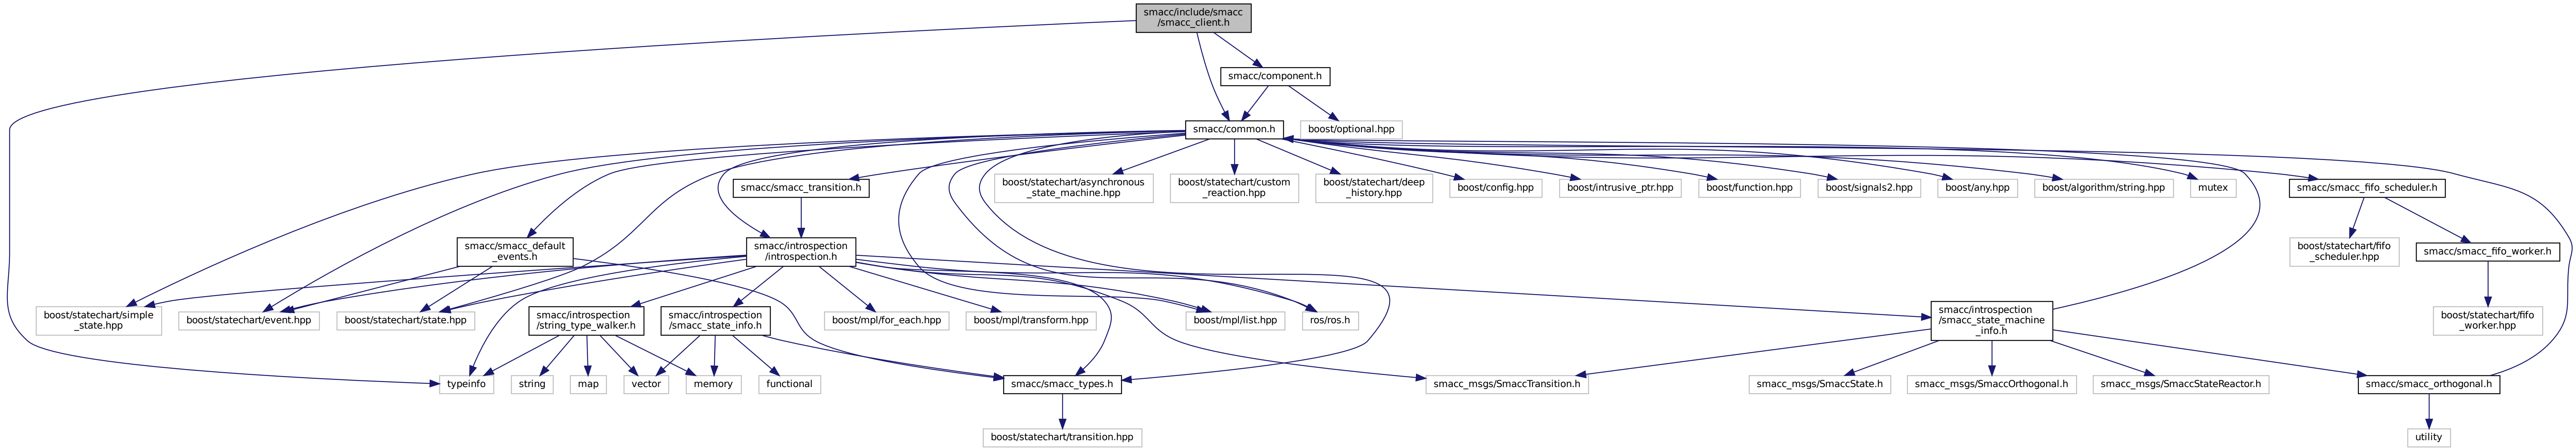 smacc/include/smacc
/smacc_client.h
smacc/component.h
smacc/common.h
boost/optional.hpp
smacc/smacc_transition.h
boost/statechart/asynchronous
_state_machine.hpp
boost/statechart/custom
_reaction.hpp
boost/statechart/deep
_history.hpp
boost/config.hpp
boost/intrusive_ptr.hpp
boost/function.hpp
boost/signals2.hpp
boost/any.hpp
boost/algorithm/string.hpp
mutex
smacc/smacc_fifo_scheduler.h
smacc/smacc_default
_events.h
smacc/introspection
/introspection.h
boost/statechart/fifo
_scheduler.hpp
smacc/smacc_fifo_worker.h
boost/statechart/simple
_state.hpp
boost/statechart/event.hpp
boost/statechart/state.hpp
smacc/introspection
/string_type_walker.h
smacc/introspection
/smacc_state_info.h
boost/mpl/for_each.hpp
boost/mpl/transform.hpp
boost/mpl/list.hpp
ros/ros.h
smacc/introspection
/smacc_state_machine
_info.h
boost/statechart/fifo
_worker.hpp
typeinfo
string
map
vector
memory
functional
smacc/smacc_types.h
smacc_msgs/SmaccTransition.h
smacc_msgs/SmaccState.h
smacc_msgs/SmaccOrthogonal.h
smacc_msgs/SmaccStateReactor.h
smacc/smacc_orthogonal.h
boost/statechart/transition.hpp
utility